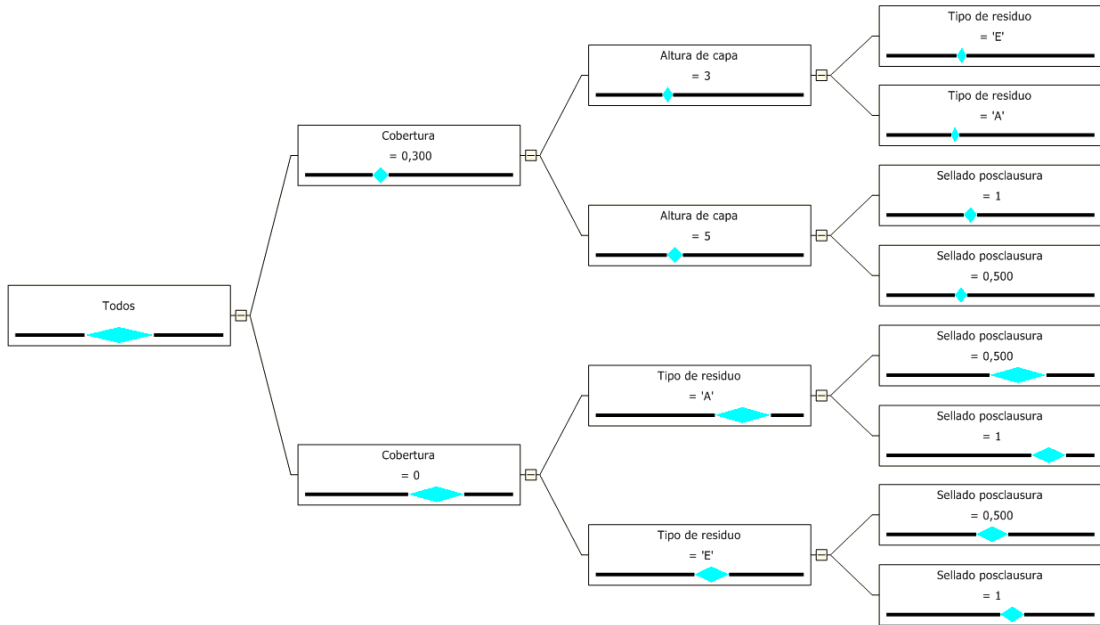 Todos
Cobertura
= 0,300
Cobertura
= 0
Altura de capa
= 3
Altura de capa
= 5
Tipo de residuo
= 'A'
Tipo de residuo
= 'E'
Tipo de residuo
= 'E'
Tipo de residuo
= 'A'
Sellado posclausura
= 1
Sellado posclausura
= 0,500
Sellado posclausura
= 0,500
Sellado posclausura
= 1
Sellado posclausura
= 0,500
Sellado posclausura
= 1